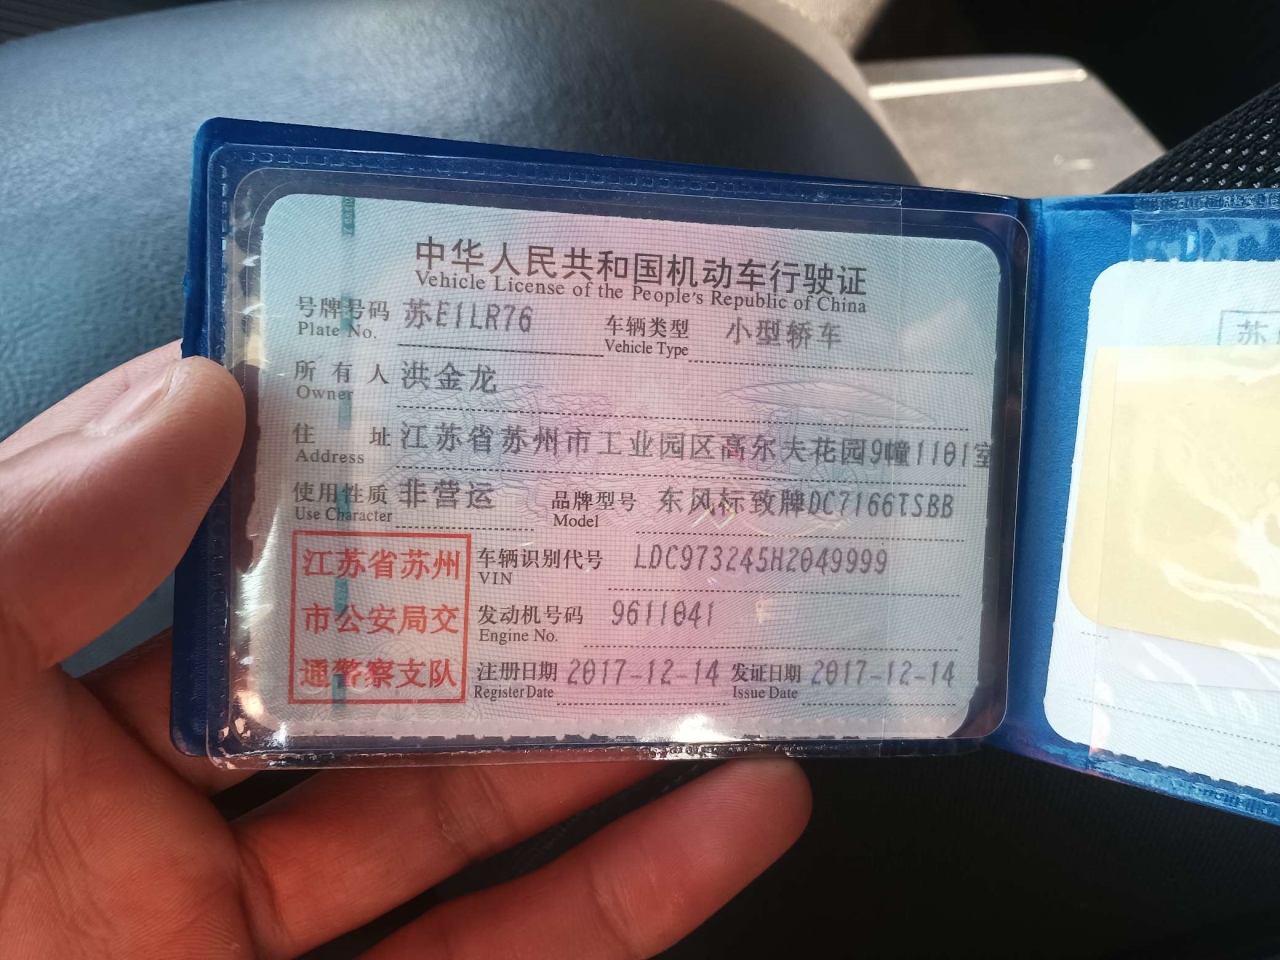 中华人民共和国机动车行驶证
Vehicle License of the People's Republic of China
号牌号码 苏E1LR76 车辆类型 小型轿车
Plate No. Vehicle Type
所有人 洪金龙
Owner
住址 江苏省苏州市工业园区高尔夫花园9幢1101室
Address
使用性质 非营运 品牌型号 东风标致牌DC7166TSBB
Use Character Model
江苏省苏州
市公安局交
通警察支队
车辆识别代号 LDC973245H2049999
VIN
发动机号码 9611041
Engine No.
注册日期 2017-12-14 发证日期 2017-12-14
Register Date Issue Date
苏